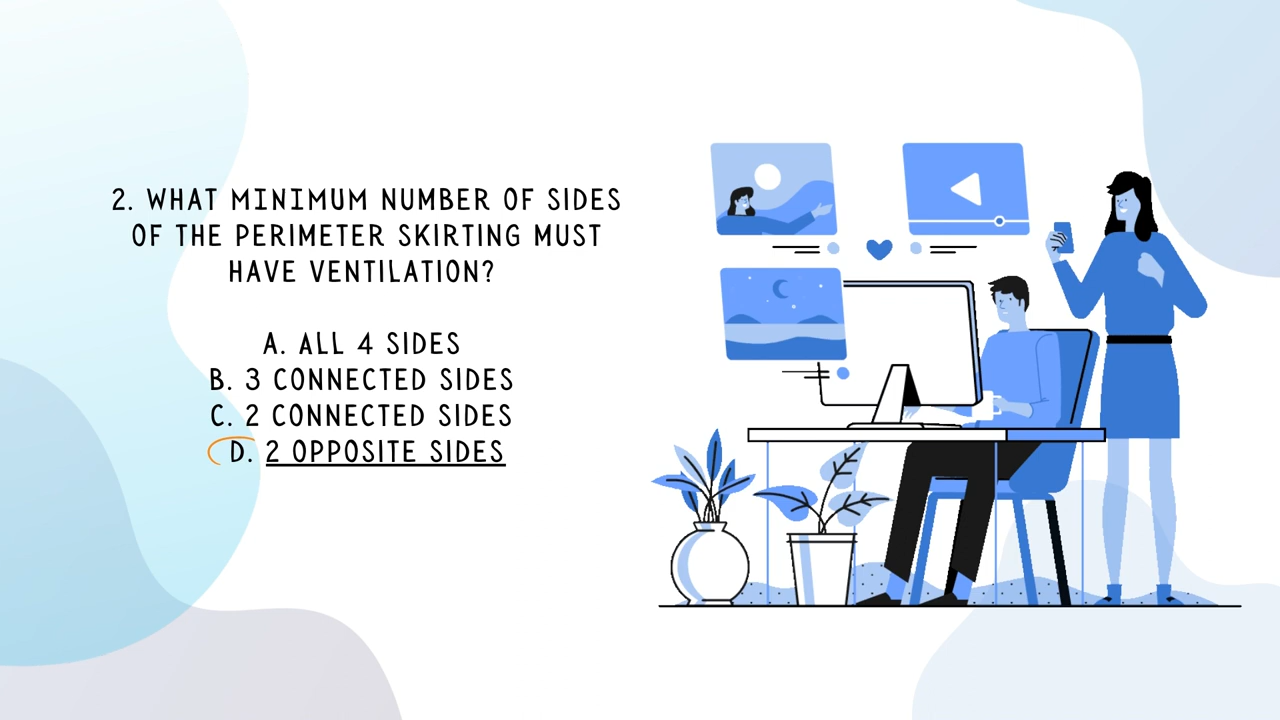 2. WHAT MINIMUM NUMBER OF SIDES
OF THE PERIMETER SKIRTING MUST
HAVE VENTILATION?
A. ALL 4 SIDES
B. 3 CONNECTED SIDES
C. 2 CONNECTED SIDES
D. 2 OPPOSITE SIDES